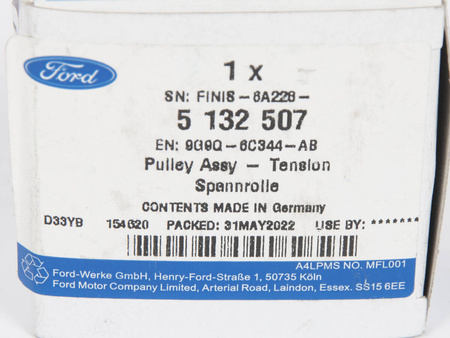 Ford
1 x
SN: FINIS-6A228-
5 132 507
EN: 9G9Q-6C344-AB
Pulley Assy - Tension
Spannrolle
CONTENTS MADE IN Germany
D33YB 154620 PACKED: 31MAY2022 USE BY: *******
A4LPMS NO. MFL001
Ford-Werke GmbH, Henry-Ford-Straße 1, 50735 Köln
Ford Motor Company Limited, Arterial Road, Laindon, Essex. SS15 6EE